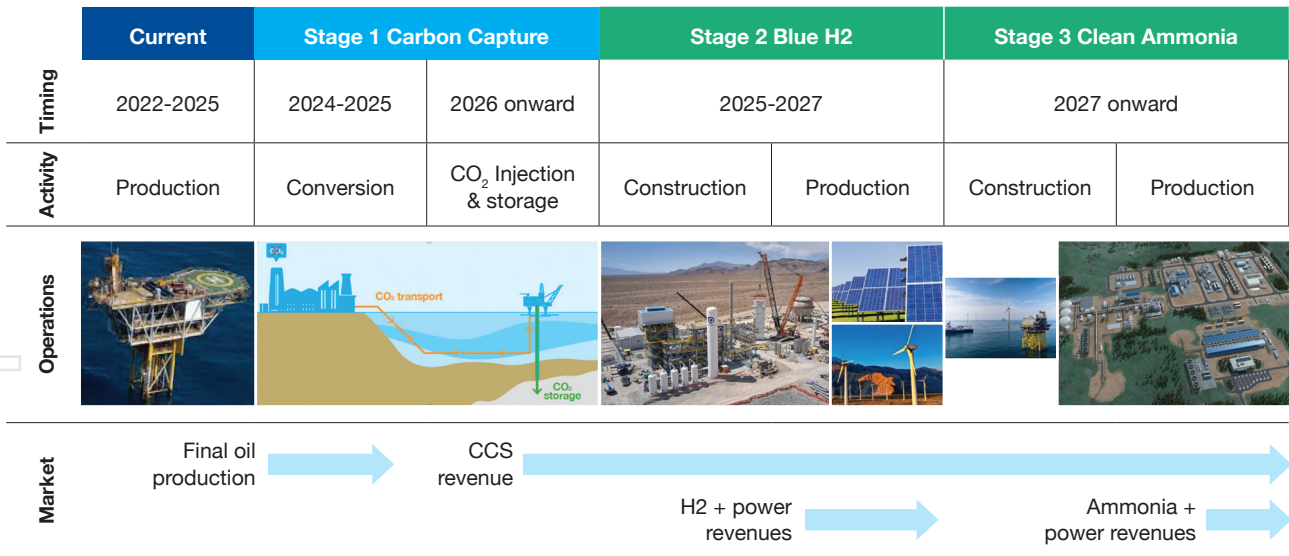 Current
Stage 1 Carbon Capture
Stage 2 Blue H2
Stage 3 Clean Ammonia
Timing
2022-2025
2024-2025
2026 onward
2025-2027
2027 onward
Activity
Production
Conversion
CO₂ Injection
& storage
Construction
Production
Construction
Production
Operations
CO₂ transport
CO₂
storage
Market
Final oil
production
CCS
revenue
H2 + power
revenues
Ammonia +
power revenues